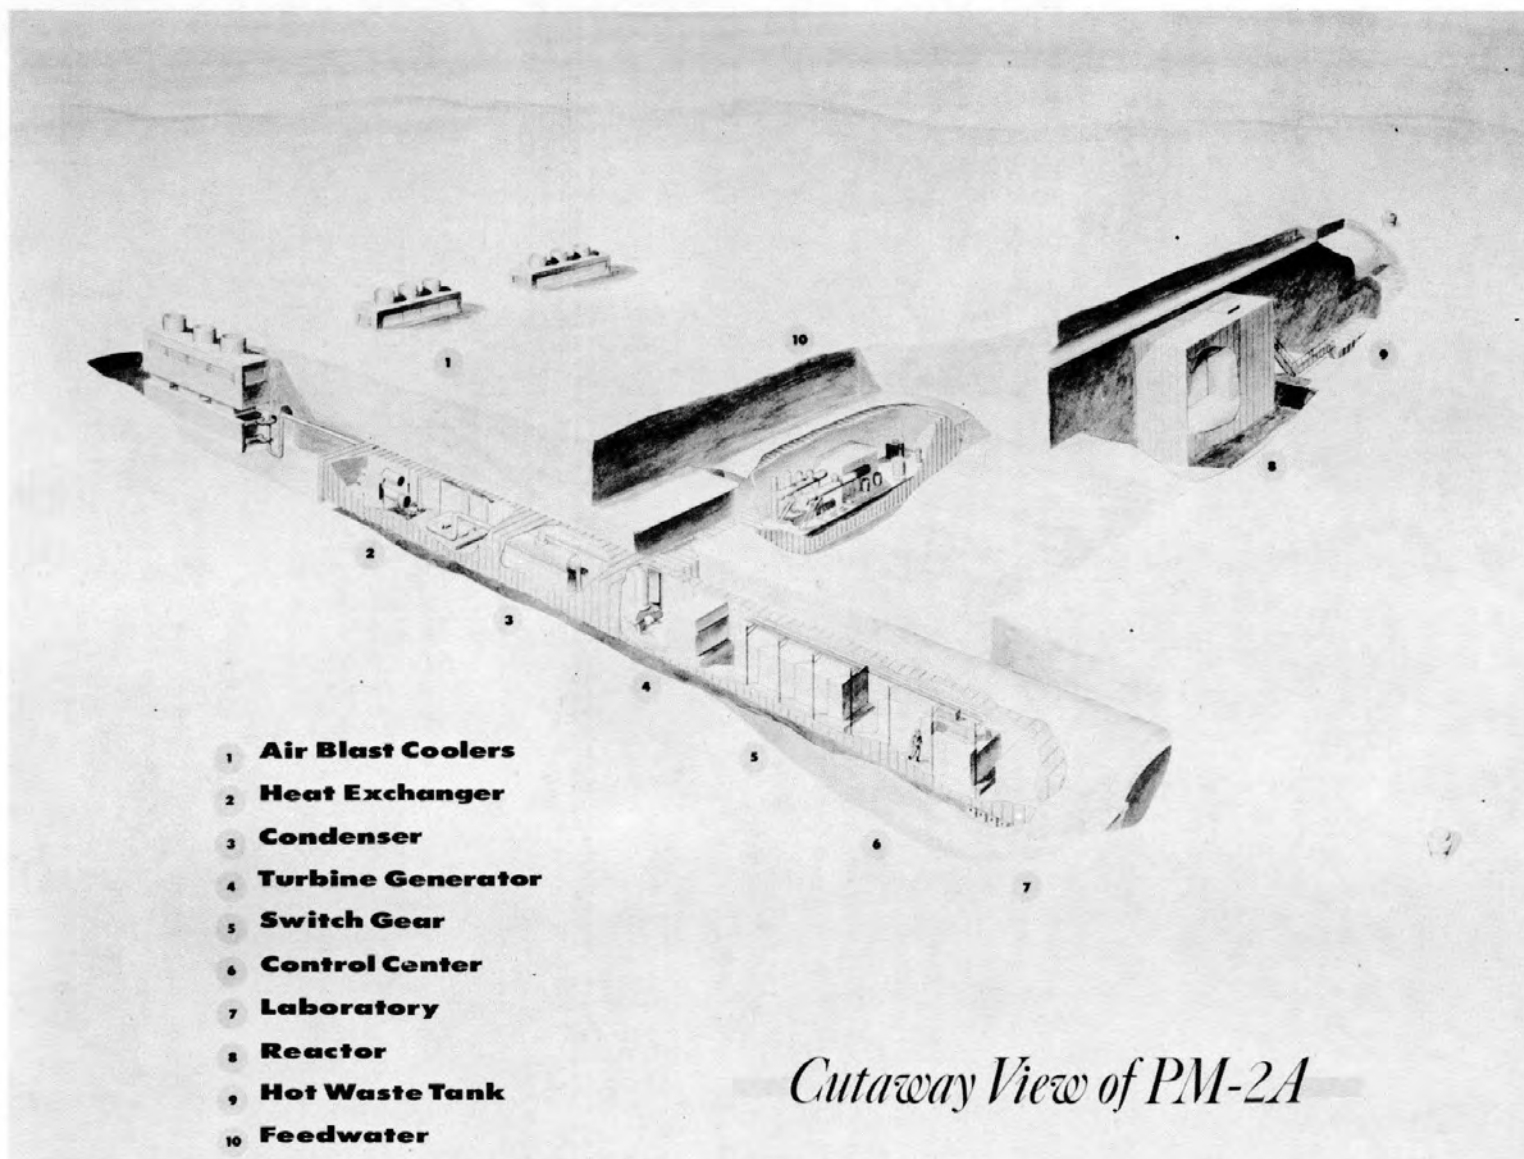 1
10
9
8
2
3
4
5
6
7
1 Air Blast Coolers
2 Heat Exchanger
3 Condenser
4 Turbine Generator
5 Switch Gear
6 Control Center
7 Laboratory
8 Reactor
9 Hot Waste Tank
10 Feedwater
Cutaway View of PM-2A